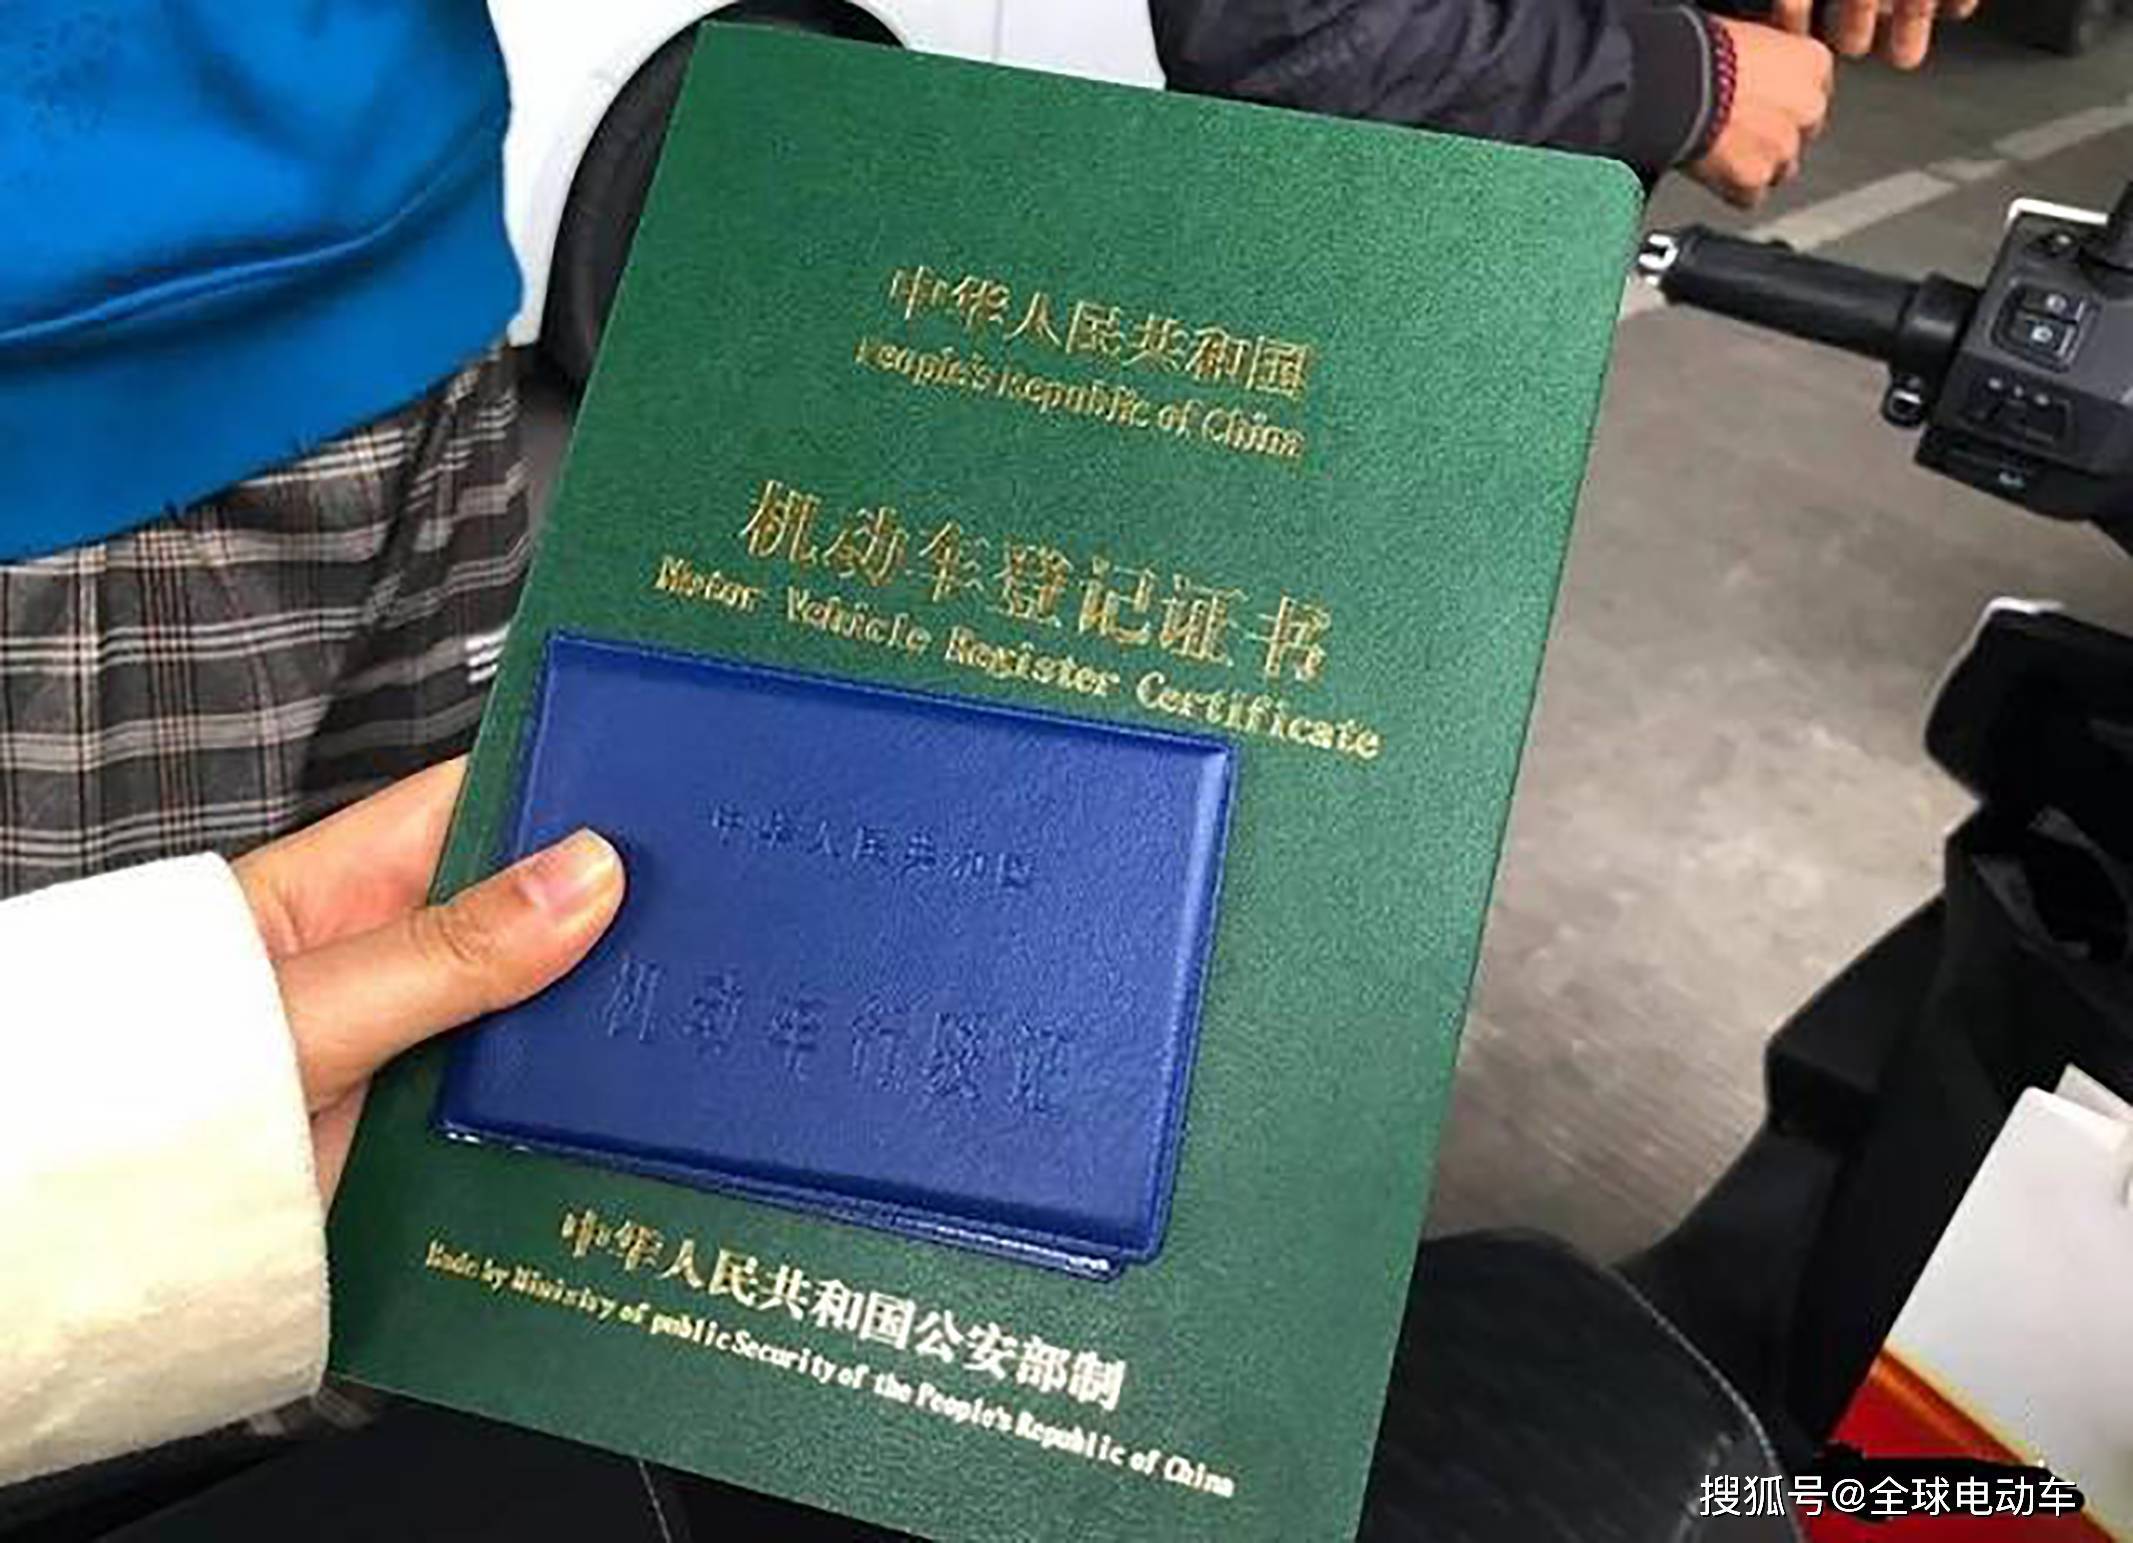 中华人民共和国
People's Republic of China
机动车登记证书
Motor Vehicle Register Certificate
中华人民共和国
机动车行驶证
中华人民共和国公安部制
Made by Ministry of public Security of the People's Republic of China
搜狐号@全球电动车